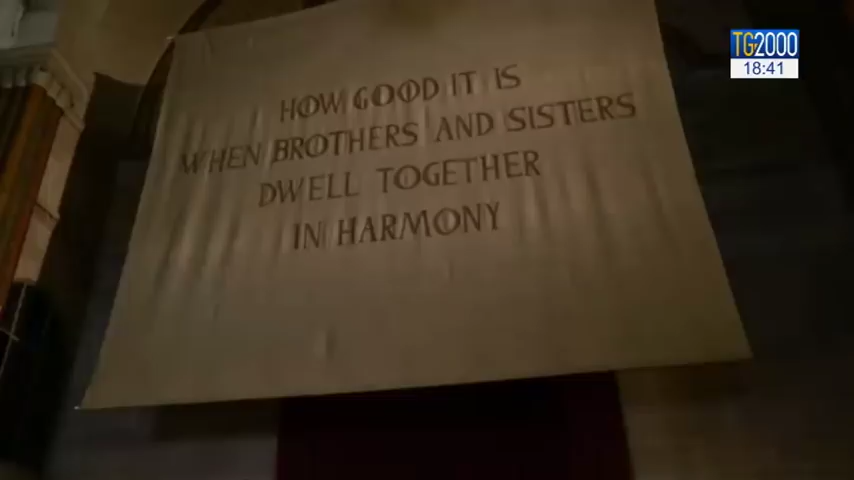 TG2000
18:41
HOW GOOD IT IS
WHEN BROTHERS AND SISTERS
DWELL TOGETHER
IN HARMONY